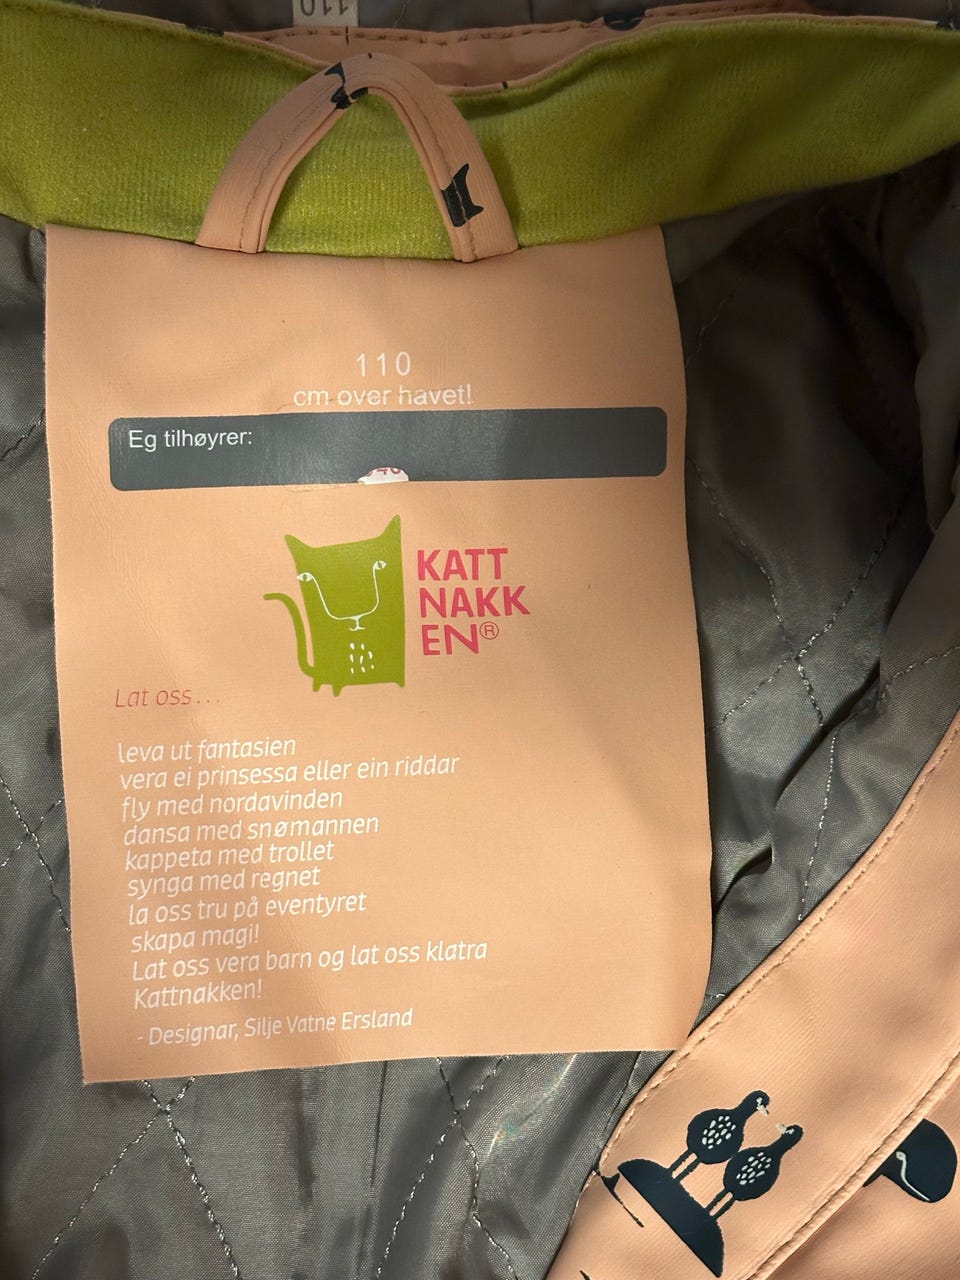 110
110
cm over havet!
Eg tilhøyrer:
KATT
NAKK
EN®
Lat oss...
leva ut fantasien
vera ei prinsessa eller ein riddar
fly med nordavinden
dansa med snømannen
kappeta med trollet
synga med regnet
la oss tru på eventyret
skapa magi!
Lat oss vera barn og lat oss klatra
Kattnakken!
- Designar, Silje Vatne Ersland